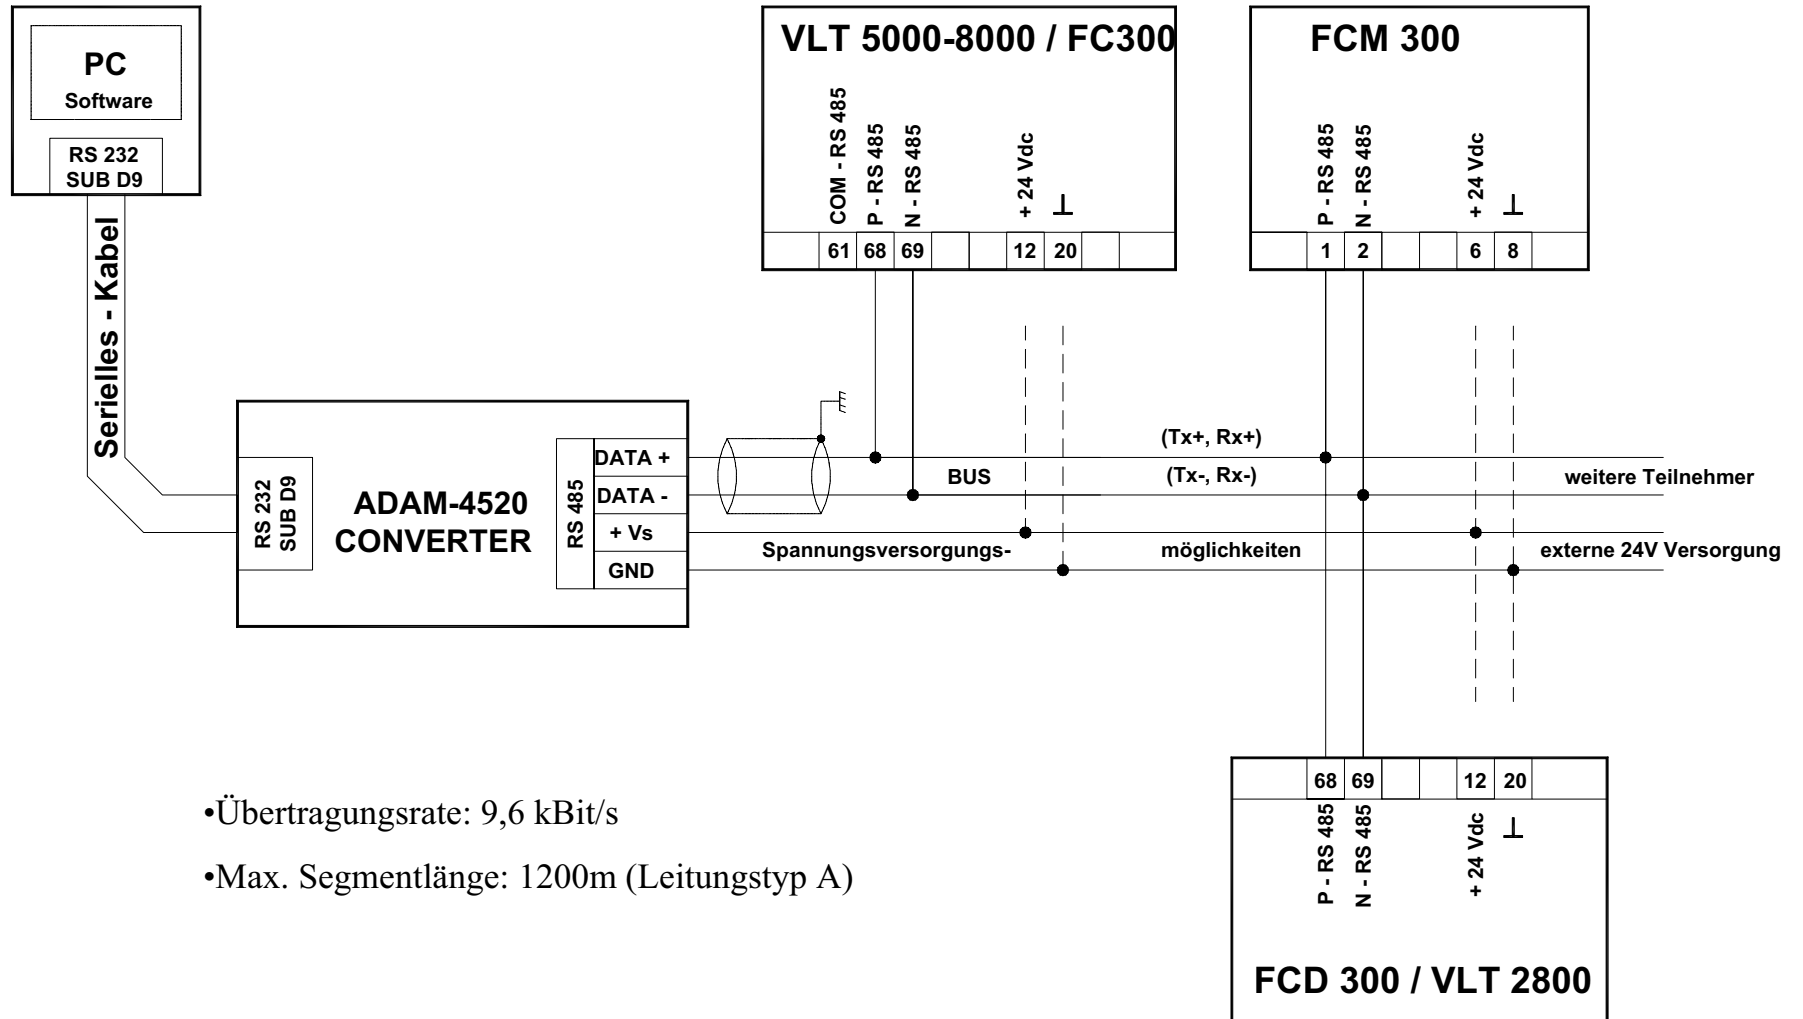 PC
Software
RS 232
SUB D9
Serielles - Kabel
VLT 5000-8000 / FC300
COM - RS 485
P - RS 485
N - RS 485
+ 24 Vdc
⊥
61 68 69 12 20
FCM 300
P - RS 485
N - RS 485
+ 24 Vdc
⊥
1 2 6 8
RS 232
SUB D9
ADAM-4520
CONVERTER
RS 485
DATA +
DATA -
+ Vs
GND
(Tx+, Rx+)
BUS
(Tx-, Rx-)
weitere Teilnehmer
Spannungsversorgungs-
möglichkeiten
externe 24V Versorgung
•Übertragungsrate: 9,6 kBit/s
•Max. Segmentlänge: 1200m (Leitungstyp A)
68 69 12 20
P - RS 485
N - RS 485
+ 24 Vdc
⊥
FCD 300 / VLT 2800